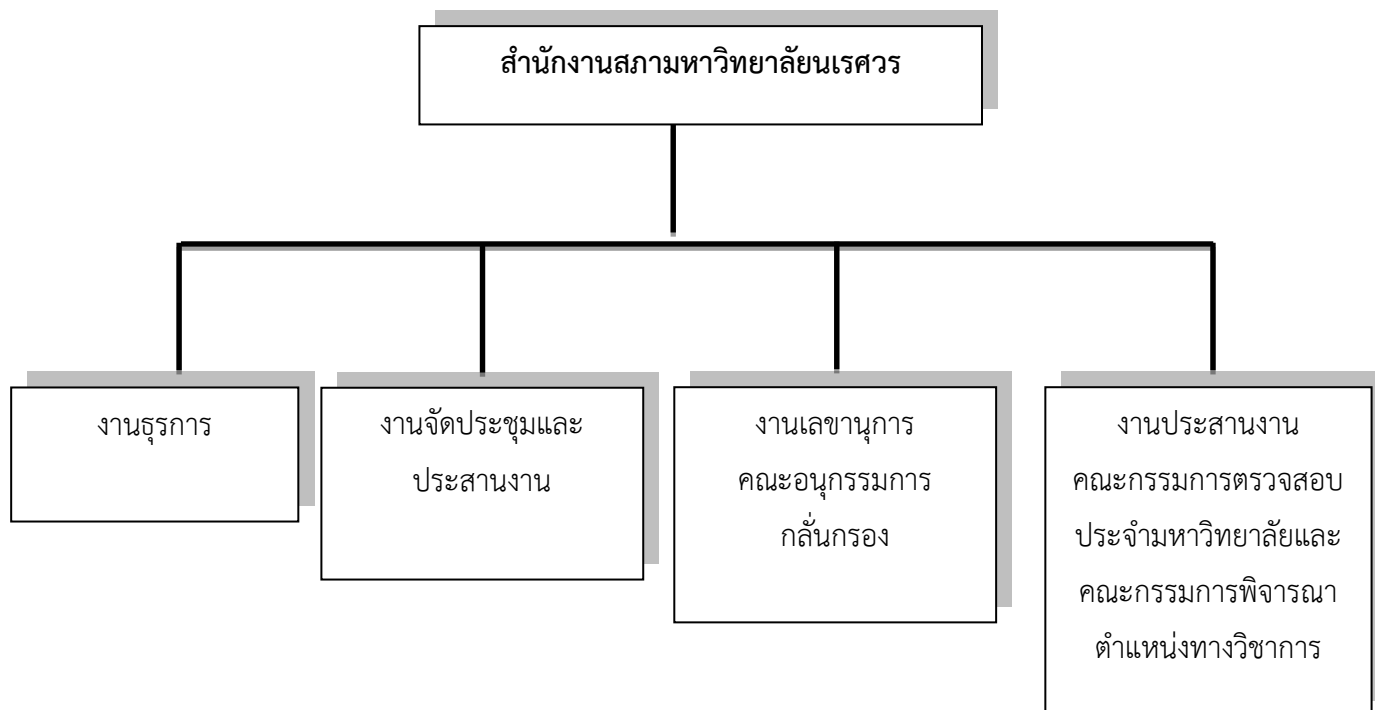 สำนักงานสภามหาวิทยาลัยนเรศวร
งานธุรการ
งานจัดประชุมและ
ประสานงาน
งานเลขานุการ
คณะอนุกรรมการ
กลั่นกรอง
งานประสานงาน
คณะกรรมการตรวจสอบ
ประจำมหาวิทยาลัยและ
คณะกรรมการพิจารณา
ตำแหน่งทางวิชาการ